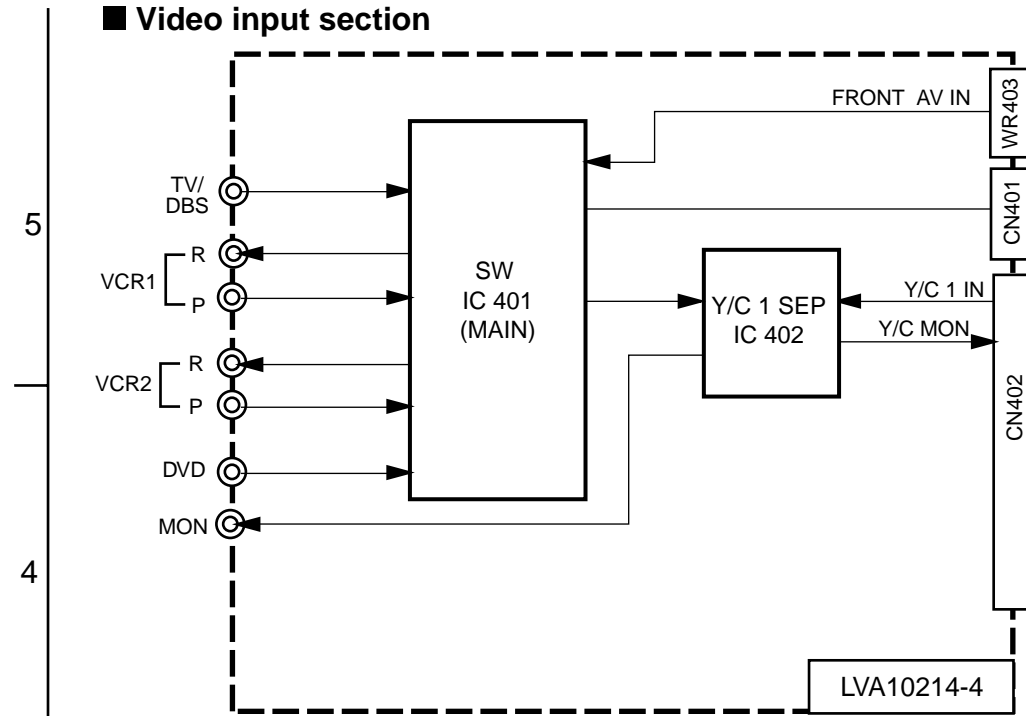 ■ Video input section
FRONT AV IN
WR403
TV/
DBS
CN401
5
R
VCR1
P
SW
IC 401
(MAIN)
Y/C 1 SEP
IC 402
Y/C 1 IN
Y/C MON
R
VCR2
P
CN402
DVD
MON
4
LVA10214-4